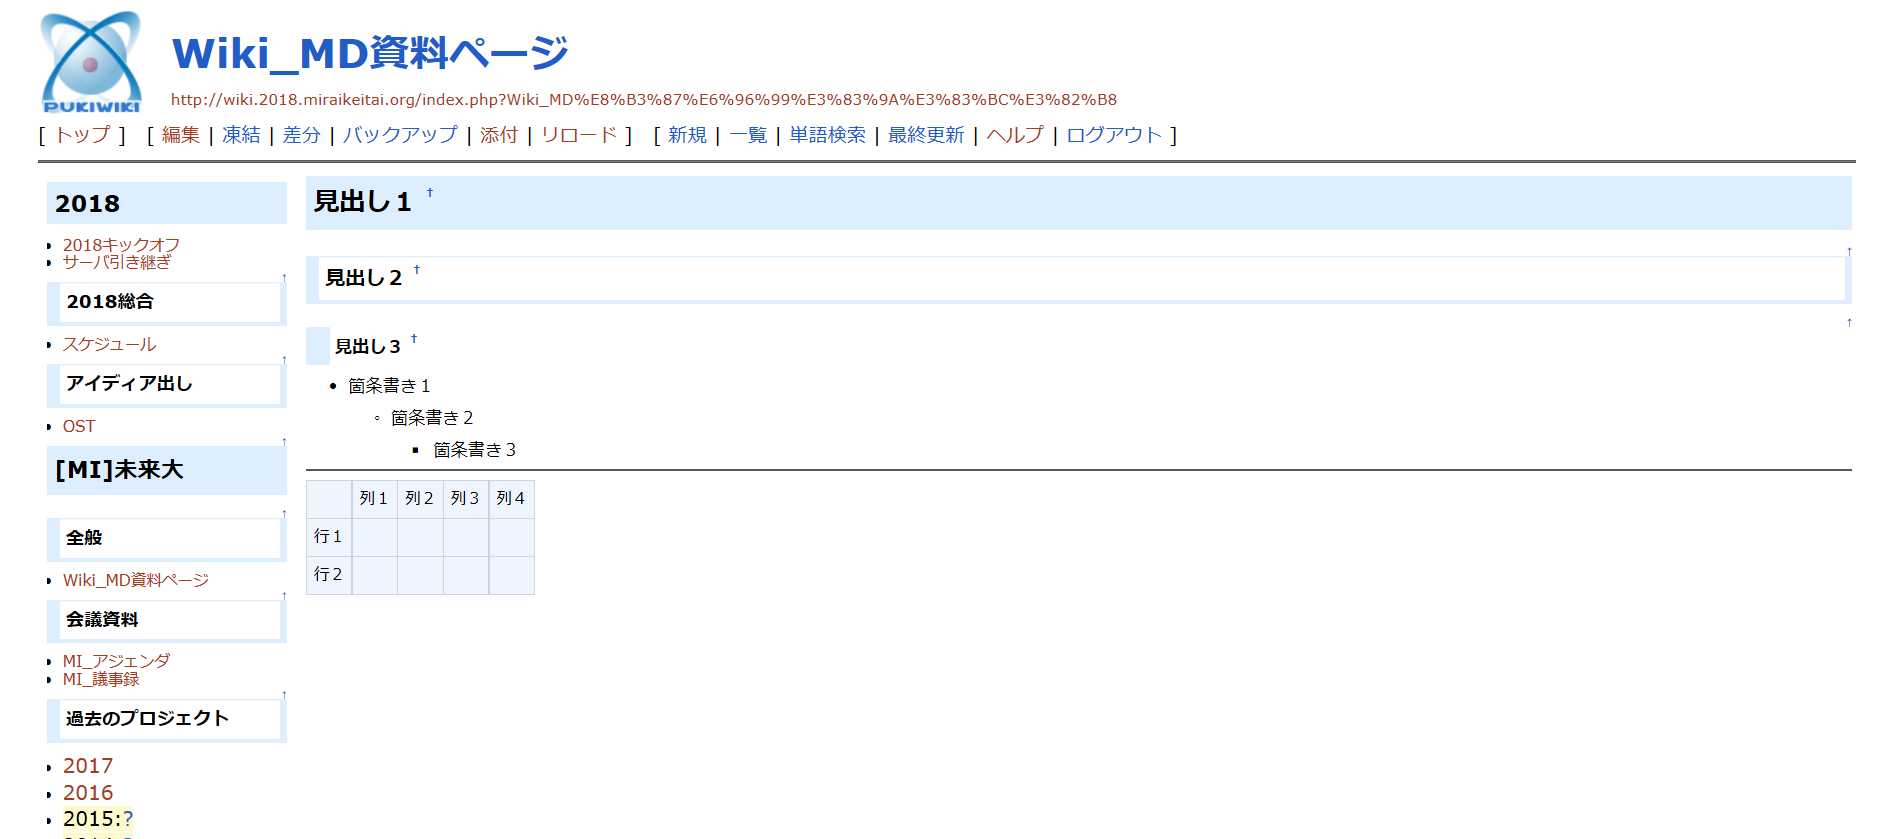 PUKIWIKI
Wiki_MD資料ページ
http://wiki.2018.miraikeitai.org/index.php?Wiki_MD%E8%B3%87%E6%96%99%E3%83%9A%E3%83%BC%E3%82%B8
[ トップ ] [ 編集 | 凍結 | 差分 | バックアップ | 添付 | リロード ] [ 新規 | 一覧 | 単語検索 | 最終更新 | ヘルプ | ログアウト ]
2018
2018キックオフ
サーバ引き継ぎ
↑
2018総合
スケジュール
↑
アイディア出し
OST
↑
[MI]未来大
↑
全般
Wiki_MD資料ページ
↑
会議資料
MI_アジェンダ
MI_議事録
↑
過去のプロジェクト
2017
2016
2015:?
見出し１ †
↑
見出し２ †
↑
見出し３ †
箇条書き１
箇条書き２
箇条書き３
列１ 列２ 列３ 列４
行１
行２